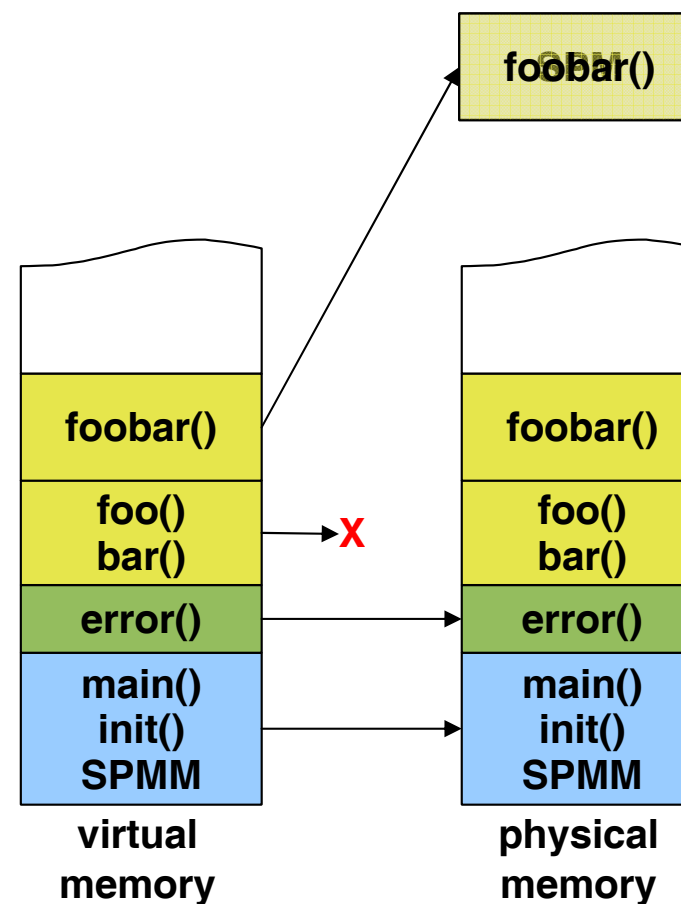 SPM
foobar()
foobar()
foo()
bar()
error()
main()
init()
SPMM
virtual
memory
X
foobar()
foo()
bar()
error()
main()
init()
SPMM
physical
memory